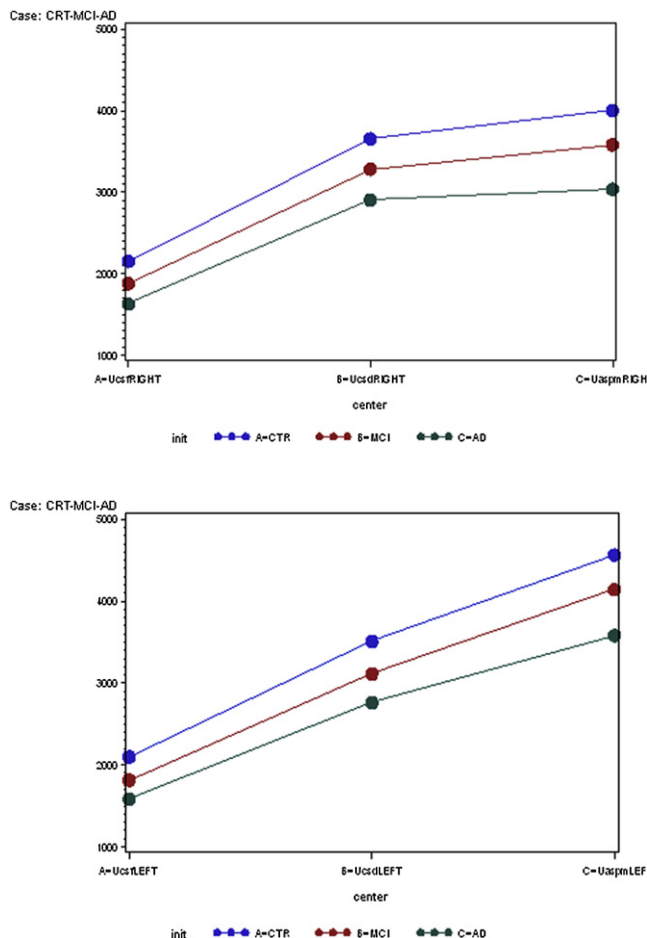 Case: CRT-MCI-AD
5000
4000
3000
2000
1000
A=UcsfRIGHT B=UcsdRIGHT C=UaspmRIGH
center
init A=CTR B=MCI C=AD
Case: CRT-MCI-AD
5000
4000
3000
2000
1000
A=UcsfLEFT B=UcsdLEFT C=UaspmLEF
center
init A=CTR B=MCI C=AD